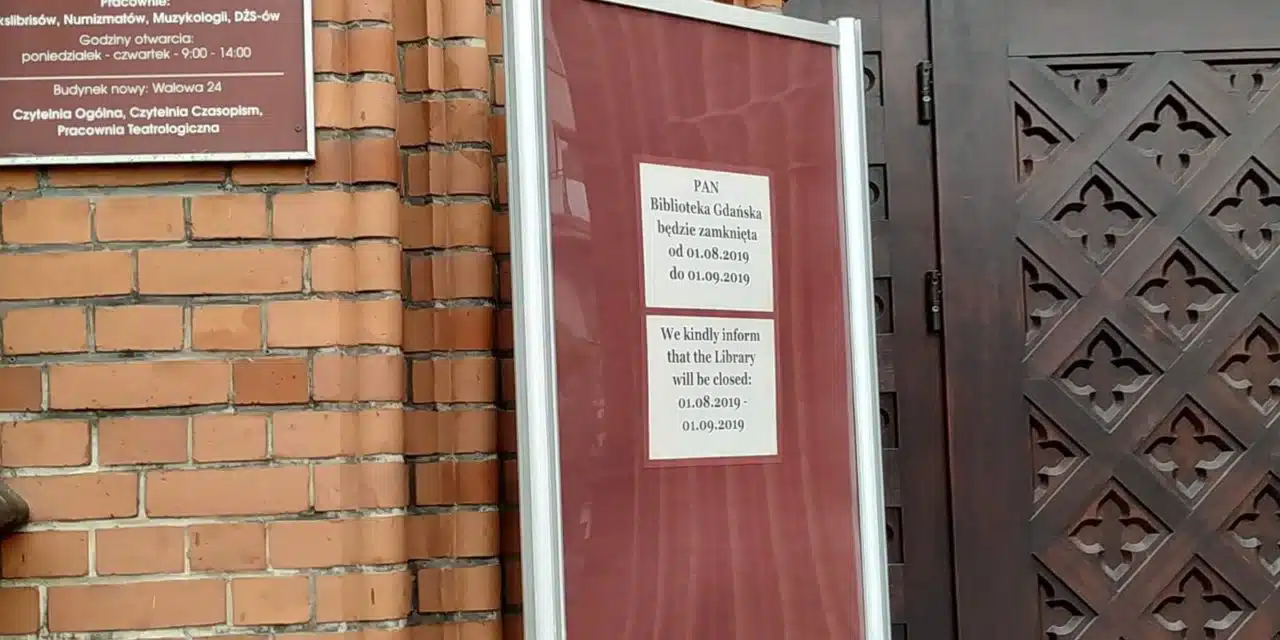 Pracownie:
kslibrisów, Numizmatów, Muzykologii, DŻS-ów
Godziny otwarcia:
poniedziałek - czwartek - 9:00 - 14:00
Budynek nowy: Wałowa 24
Czytelnia Ogólna, Czytelnia Czasopism,
Pracownia Teatrologiczna
PAN
Biblioteka Gdańska
będzie zamknięta
od 01.08.2019
do 01.09.2019
We kindly inform
that the Library
will be closed:
01.08.2019 -
01.09.2019